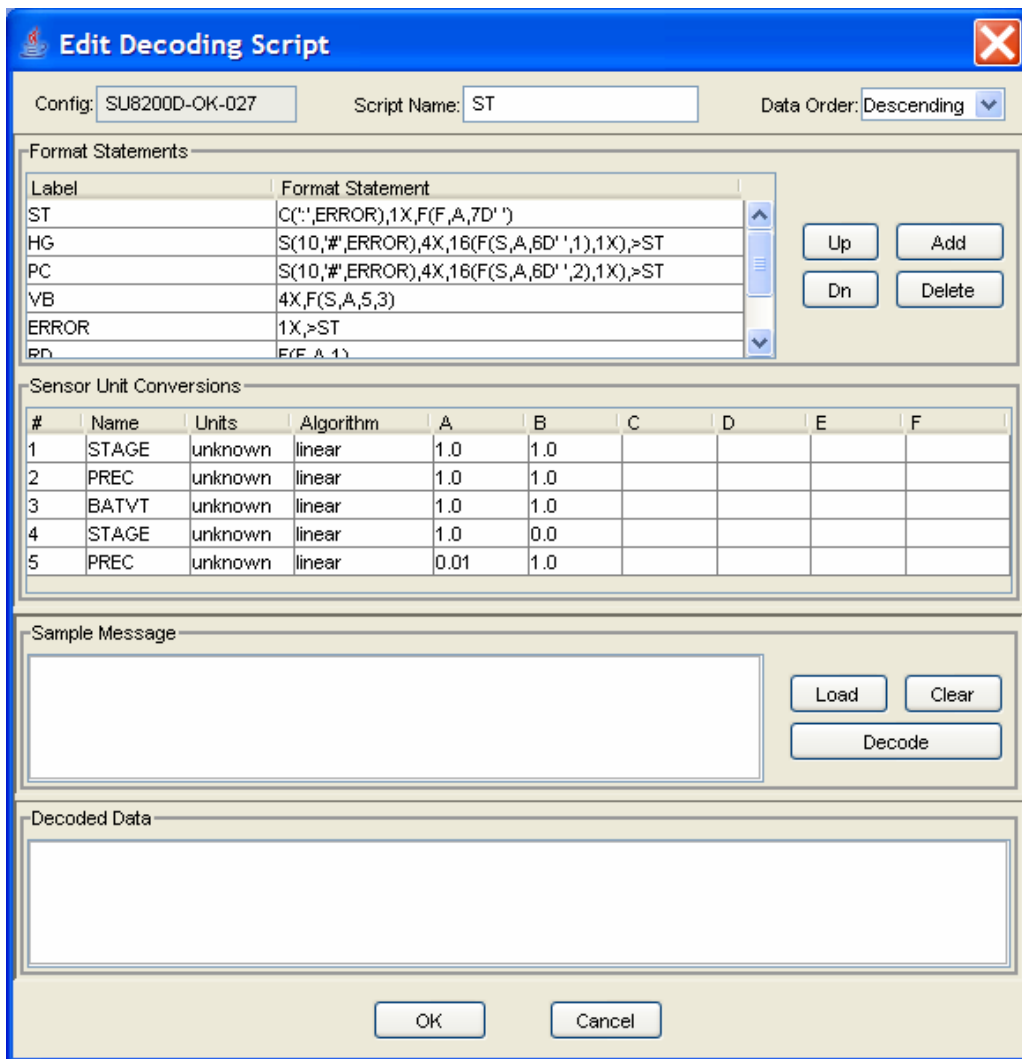 Edit Decoding Script
Config: SU8200D-OK-027 Script Name: ST Data Order: Descending
Format Statements
Label Format Statement
ST C(':',ERROR),1X,F(F,A,7D' ')
HG S(10,'#',ERROR),4X,16(F(S,A,6D' ',1),1X),>ST
PC S(10,'#',ERROR),4X,16(F(S,A,6D' ',2),1X),>ST
VB 4X,F(S,A,5,3)
ERROR 1X,>ST
RD F(F,A,1)
Up Add
Dn Delete
Sensor Unit Conversions
# Name Units Algorithm A B C D E F
1 STAGE unknown linear 1.0 1.0
2 PREC unknown linear 1.0 1.0
3 BATVT unknown linear 1.0 1.0
4 STAGE unknown linear 1.0 0.0
5 PREC unknown linear 0.01 1.0
Sample Message
Load Clear
Decode
Decoded Data
OK Cancel